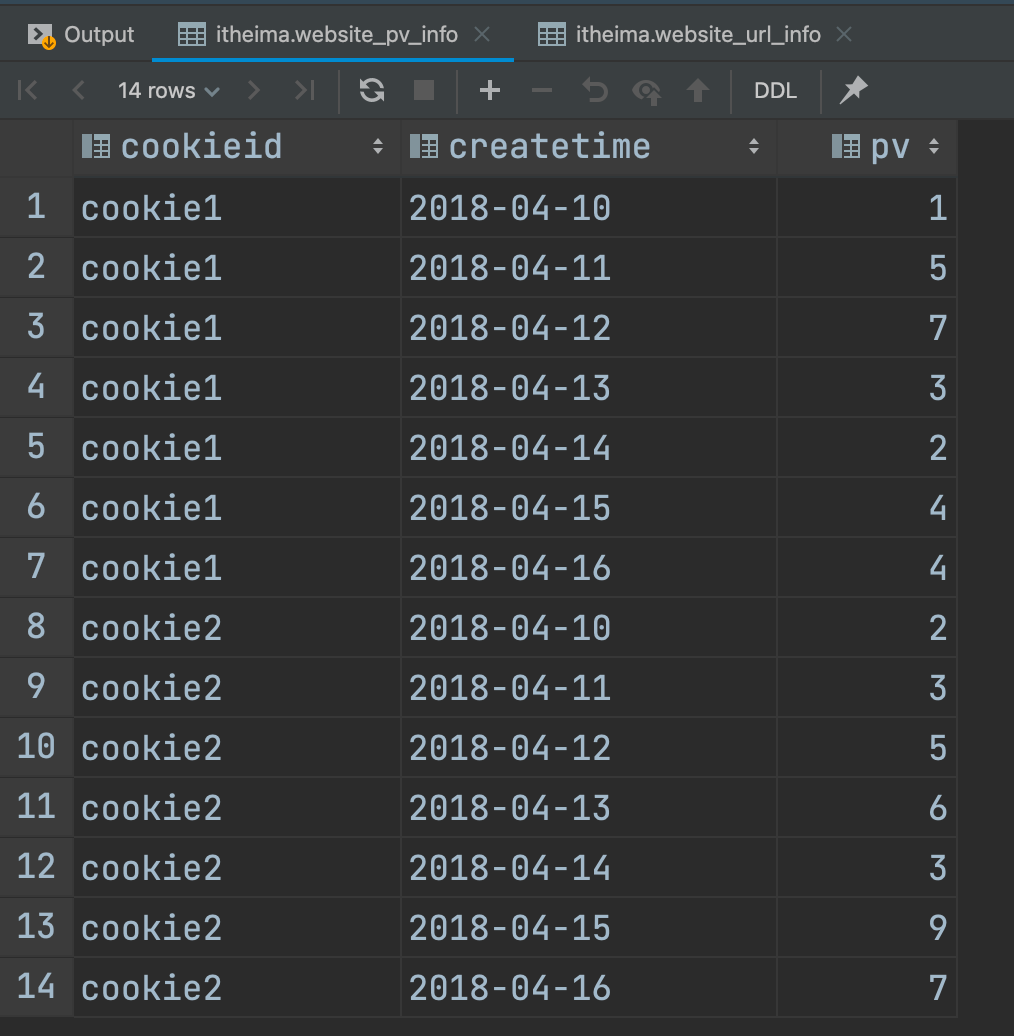 Output itheima.website_pv_info itheima.website_url_info
14 rows DDL
cookieid createtime pv
1 cookie1 2018-04-10 1
2 cookie1 2018-04-11 5
3 cookie1 2018-04-12 7
4 cookie1 2018-04-13 3
5 cookie1 2018-04-14 2
6 cookie1 2018-04-15 4
7 cookie1 2018-04-16 4
8 cookie2 2018-04-10 2
9 cookie2 2018-04-11 3
10 cookie2 2018-04-12 5
11 cookie2 2018-04-13 6
12 cookie2 2018-04-14 3
13 cookie2 2018-04-15 9
14 cookie2 2018-04-16 7